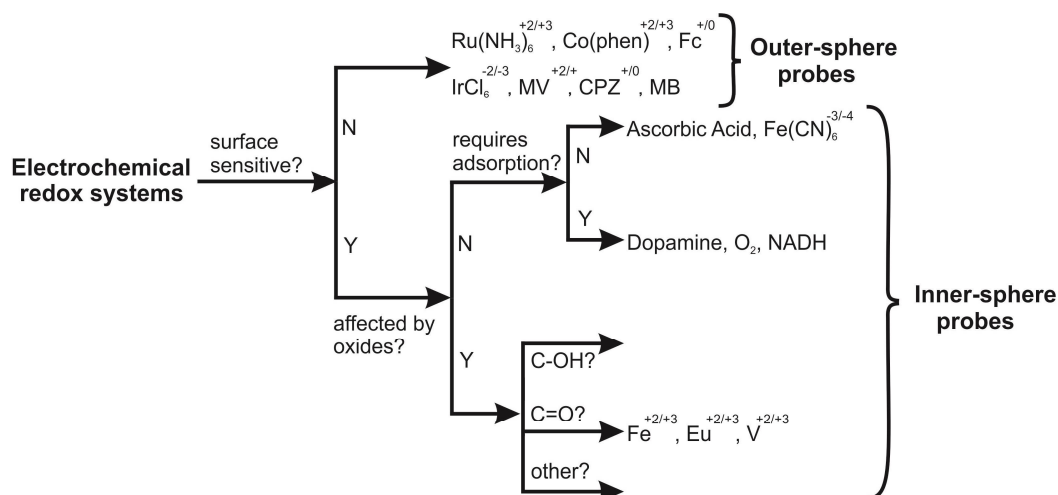 Ru(NH₃)₆⁺²/⁺³, Co(phen)⁺²/⁺³, Fc⁺/⁰
IrCl₆⁻²/⁻³, MV⁺²/⁺, CPZ⁺/⁰, MB
Outer-sphere
probes
N
surface
sensitive?
Electrochemical
redox systems
Y
requires
adsorption?
N
Ascorbic Acid, Fe(CN)₆⁻³/⁻⁴
Y
Dopamine, O₂, NADH
N
affected by
oxides?
Y
Inner-sphere
probes
C-OH?
C=O?
Fe⁺²/⁺³, Eu⁺²/⁺³, V⁺²/⁺³
other?